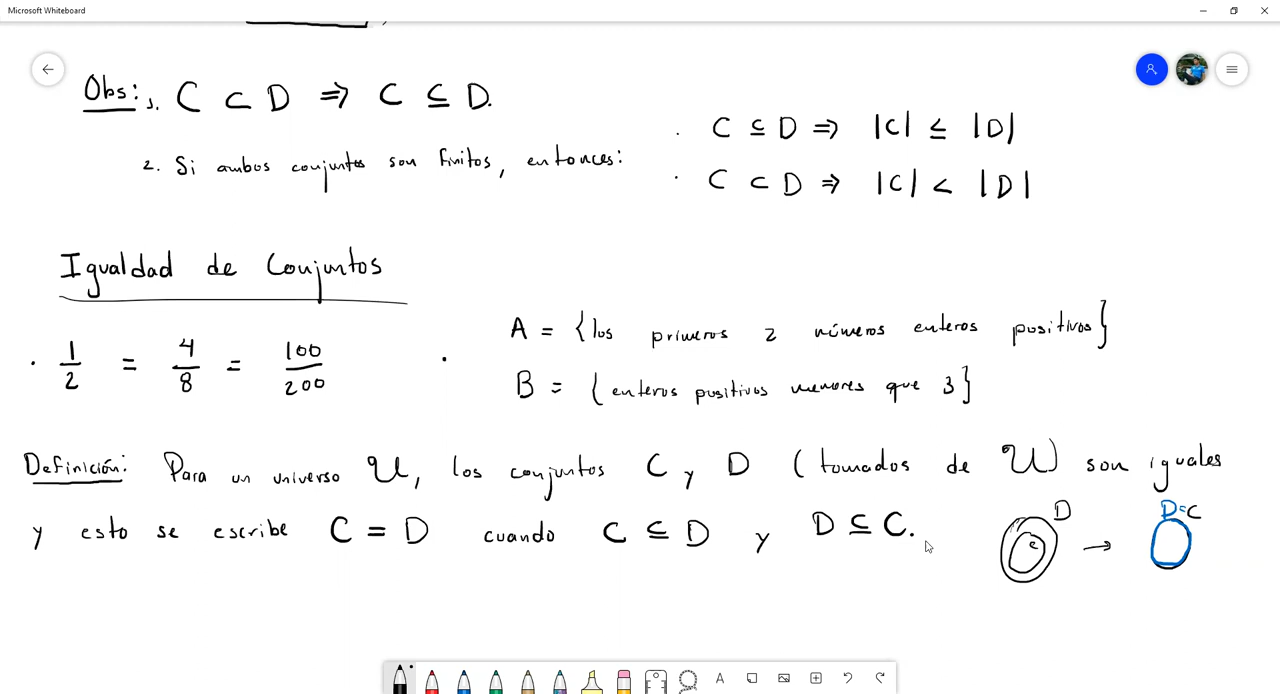 Microsoft Whiteboard
Obs: 1. C ⊂ D ⇒ C ⊆ D.
2. Si ambos conjuntos son finitos, entonces:
· C ⊆ D ⇒ |C| ≤ |D|
· C ⊂ D ⇒ |C| < |D|
Igualdad de Conjuntos
· 1/2 = 4/8 = 100/200
· A = {los primeros 2 números enteros positivos}
B = {enteros positivos menores que 3}
Definición: Para un universo U, los conjuntos C y D (tomados de U) son iguales
y esto se escribe C = D cuando C ⊆ D y D ⊆ C.
D
C
→
D=C
A